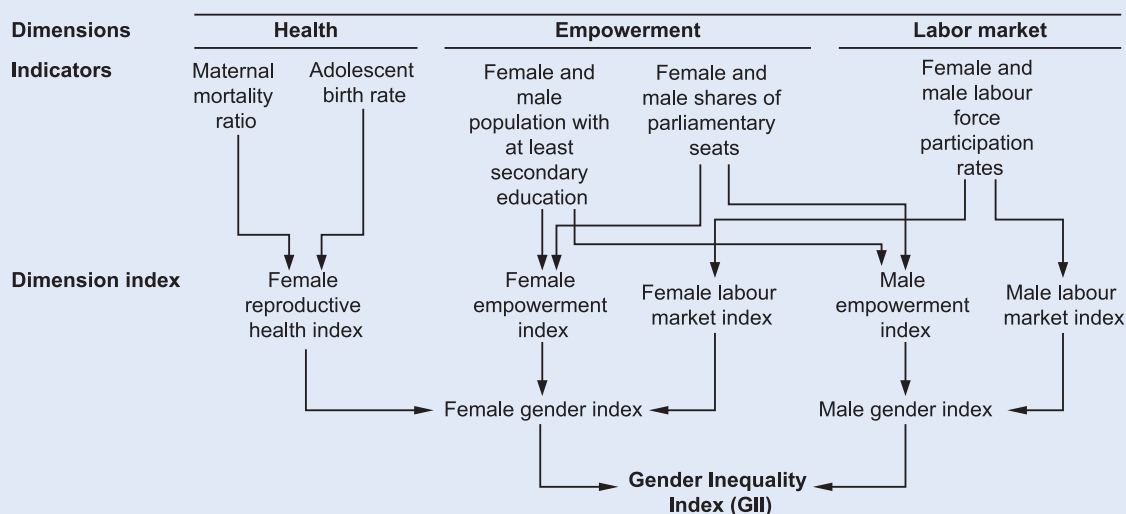 Dimensions
Health
Empowerment
Labor market
Indicators
Maternal
mortality
ratio
Adolescent
birth rate
Female and
male
population with
at least
secondary
education
Female and
male shares of
parliamentary
seats
Female and
male labour
force
participation
rates
Dimension index
Female
reproductive
health index
Female
empowerment
index
Female labour
market index
Male
empowerment
index
Male labour
market index
Female gender index
Male gender index
Gender Inequality
Index (GII)